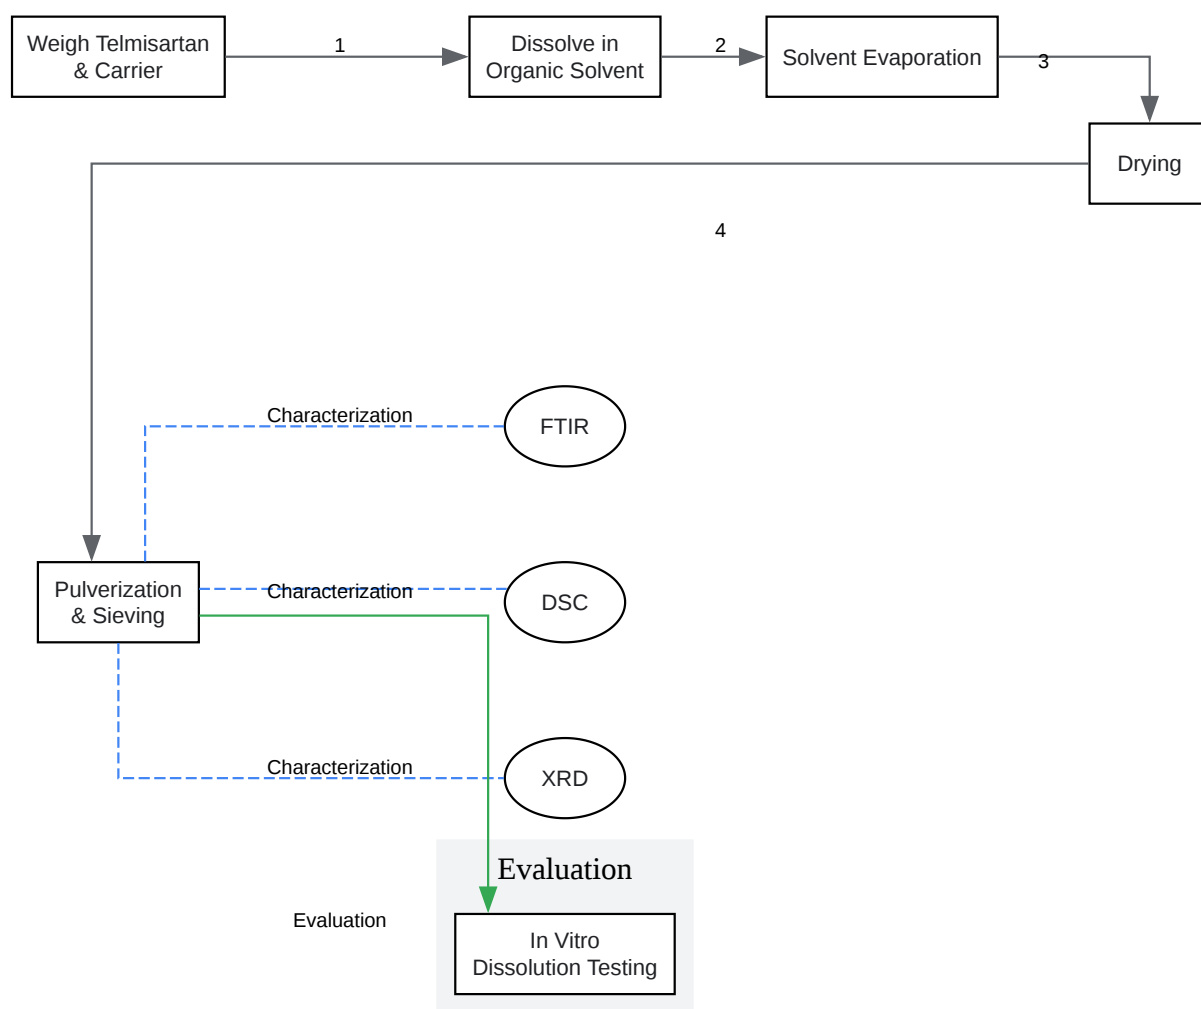 Weigh Telmisartan
& Carrier
1
Dissolve in
Organic Solvent
2
Solvent Evaporation
3
Drying
4
Characterization
FTIR
Pulverization
& Sieving
Characterization
DSC
Characterization
XRD
Evaluation
Evaluation
In Vitro
Dissolution Testing